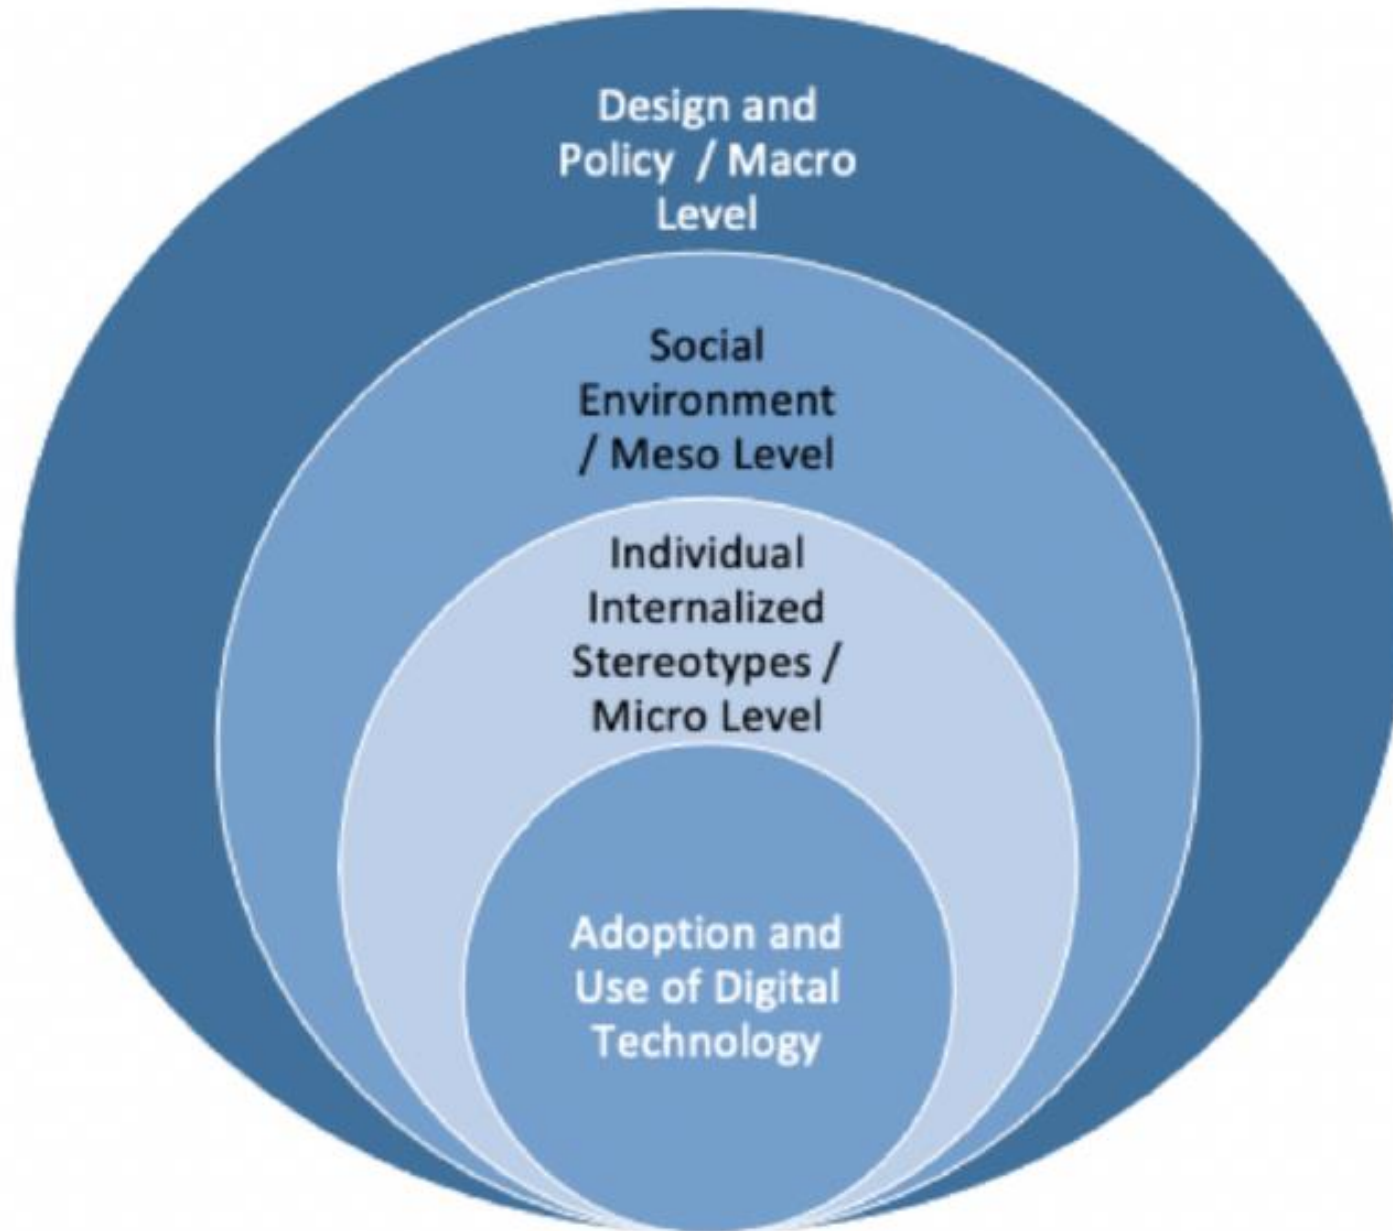 Design and
Policy / Macro
Level
Social
Environment
/ Meso Level
Individual
Internalized
Stereotypes /
Micro Level
Adoption and
Use of Digital
Technology